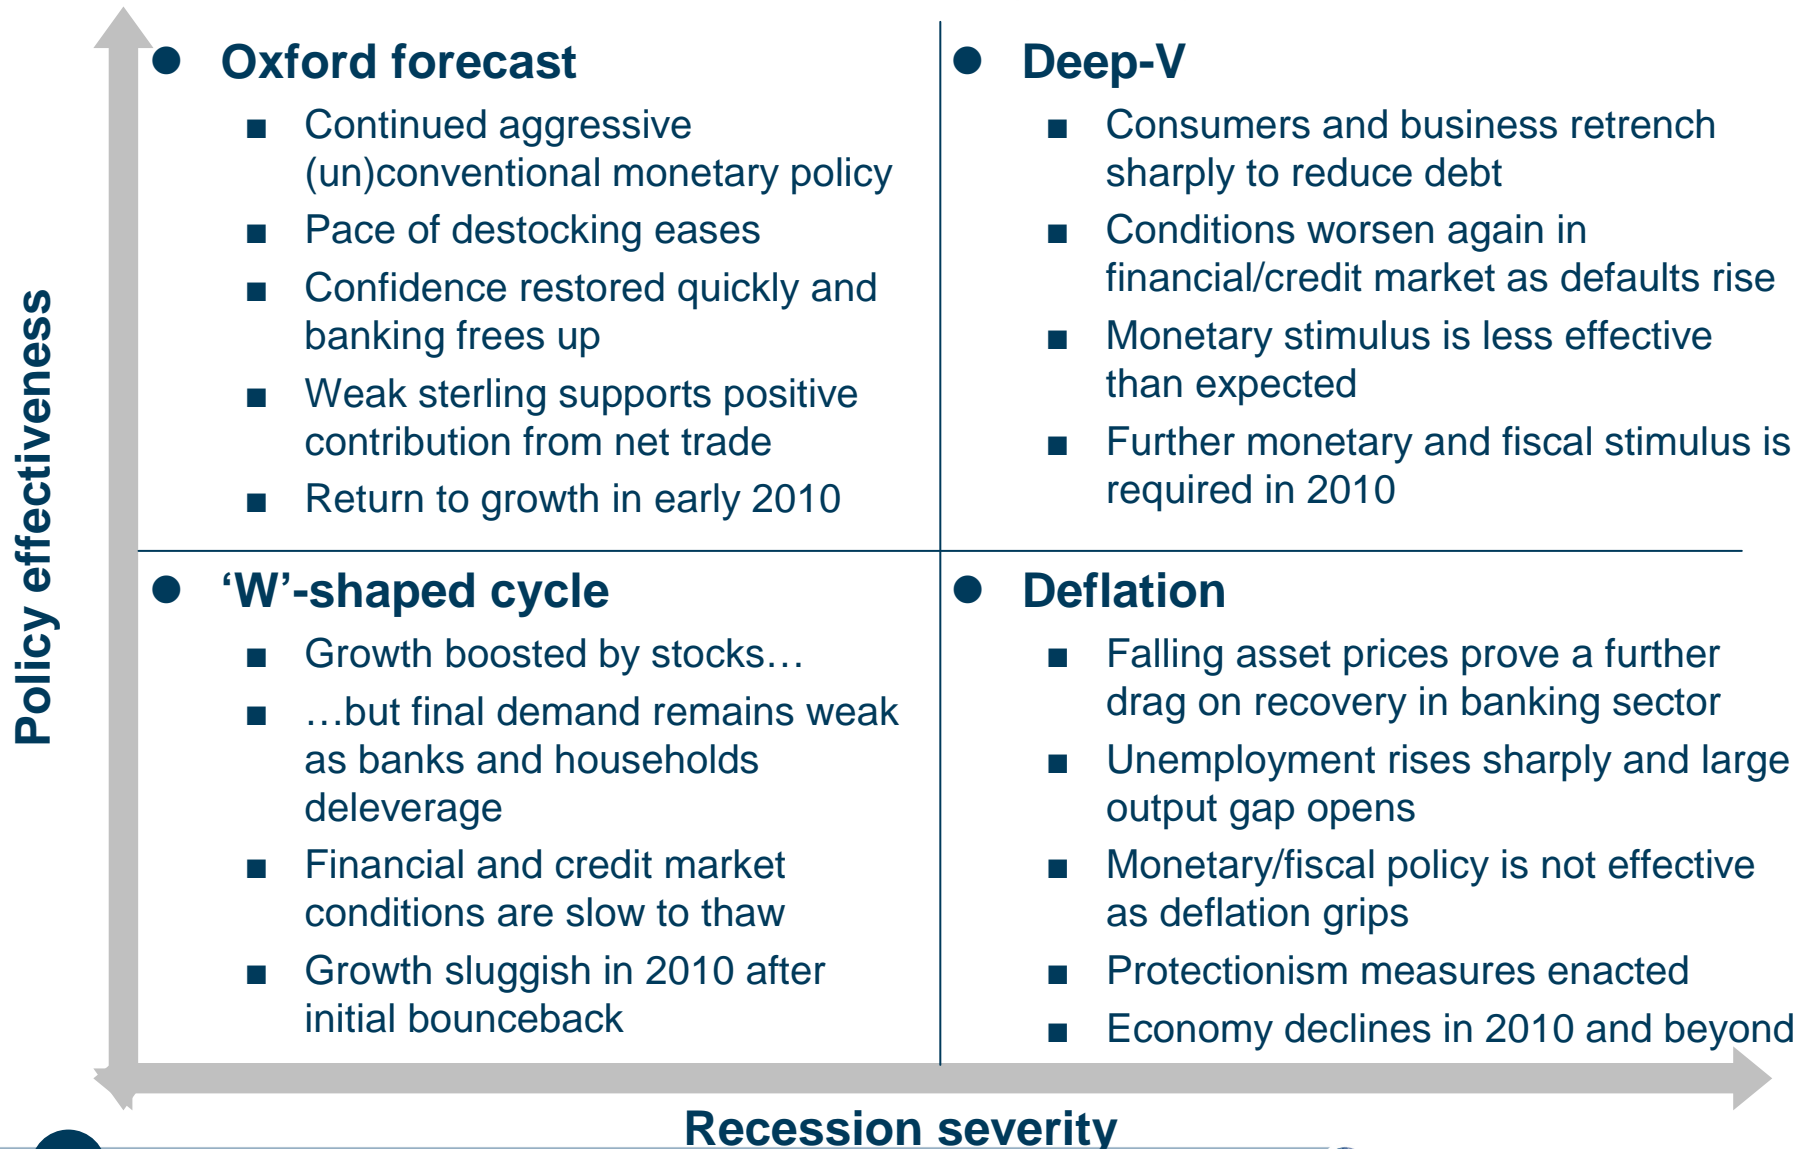 Policy effectiveness
● Oxford forecast
■ Continued aggressive
(un)conventional monetary policy
■ Pace of destocking eases
■ Confidence restored quickly and
banking frees up
■ Weak sterling supports positive
contribution from net trade
■ Return to growth in early 2010
● Deep-V
■ Consumers and business retrench
sharply to reduce debt
■ Conditions worsen again in
financial/credit market as defaults rise
■ Monetary stimulus is less effective
than expected
■ Further monetary and fiscal stimulus is
required in 2010
● ‘W’-shaped cycle
■ Growth boosted by stocks…
■ …but final demand remains weak
as banks and households
deleverage
■ Financial and credit market
conditions are slow to thaw
■ Growth sluggish in 2010 after
initial bounceback
● Deflation
■ Falling asset prices prove a further
drag on recovery in banking sector
■ Unemployment rises sharply and large
output gap opens
■ Monetary/fiscal policy is not effective
as deflation grips
■ Protectionism measures enacted
■ Economy declines in 2010 and beyond
Recession severity